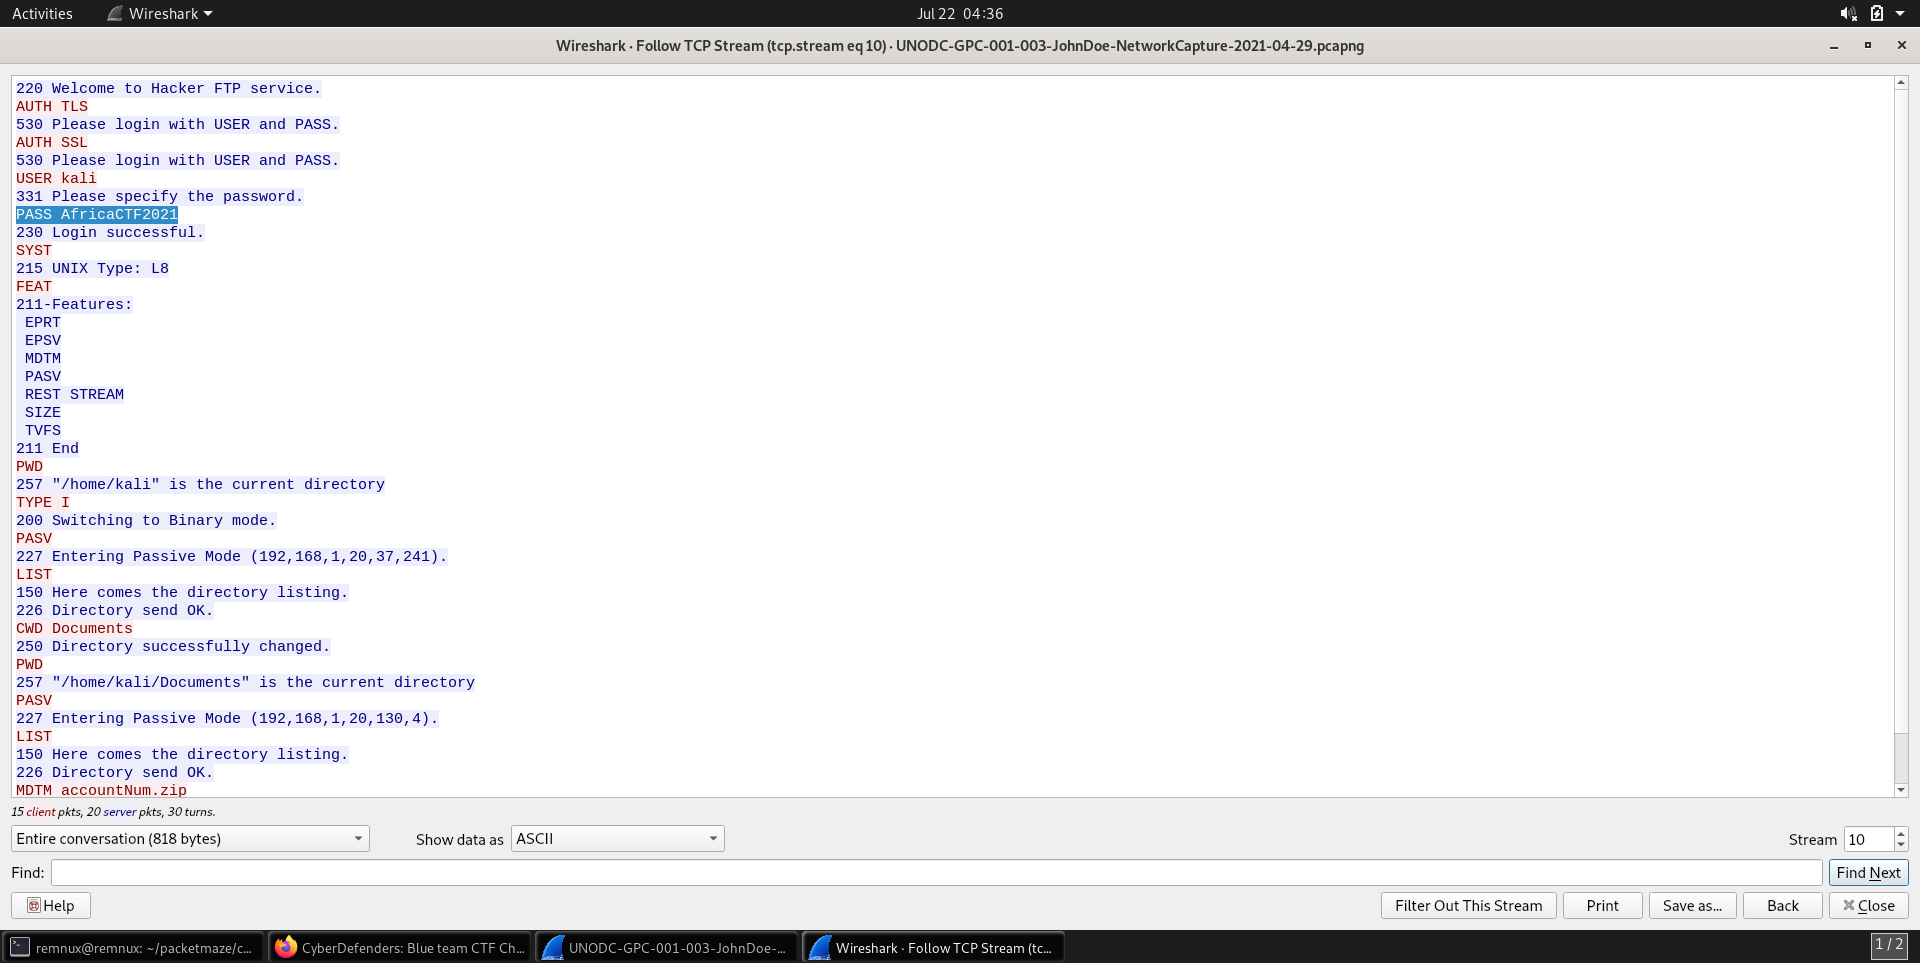 Activities
Wireshark
Jul 22 04:36
Wireshark · Follow TCP Stream (tcp.stream eq 10) · UNODC-GPC-001-003-JohnDoe-NetworkCapture-2021-04-29.pcapng
220 Welcome to Hacker FTP service.
AUTH TLS
530 Please login with USER and PASS.
AUTH SSL
530 Please login with USER and PASS.
USER kali
331 Please specify the password.
PASS AfricaCTF2021
230 Login successful.
SYST
215 UNIX Type: L8
FEAT
211-Features:
EPRT
EPSV
MDTM
PASV
REST STREAM
SIZE
TVFS
211 End
PWD
257 "/home/kali" is the current directory
TYPE I
200 Switching to Binary mode.
PASV
227 Entering Passive Mode (192,168,1,20,37,241).
LIST
150 Here comes the directory listing.
226 Directory send OK.
CWD Documents
250 Directory successfully changed.
PWD
257 "/home/kali/Documents" is the current directory
PASV
227 Entering Passive Mode (192,168,1,20,130,4).
LIST
150 Here comes the directory listing.
226 Directory send OK.
MDTM accountNum.zip
15 client pkts, 20 server pkts, 30 turns.
Entire conversation (818 bytes)
Show data as
ASCII
Stream
10
Find:
Find Next
Help
Filter Out This Stream
Print
Save as...
Back
Close
remnux@remnux: ~/packetmaze/c...
CyberDefenders: Blue team CTF Ch...
UNODC-GPC-001-003-JohnDoe-...
Wireshark · Follow TCP Stream (tc...
1 / 2